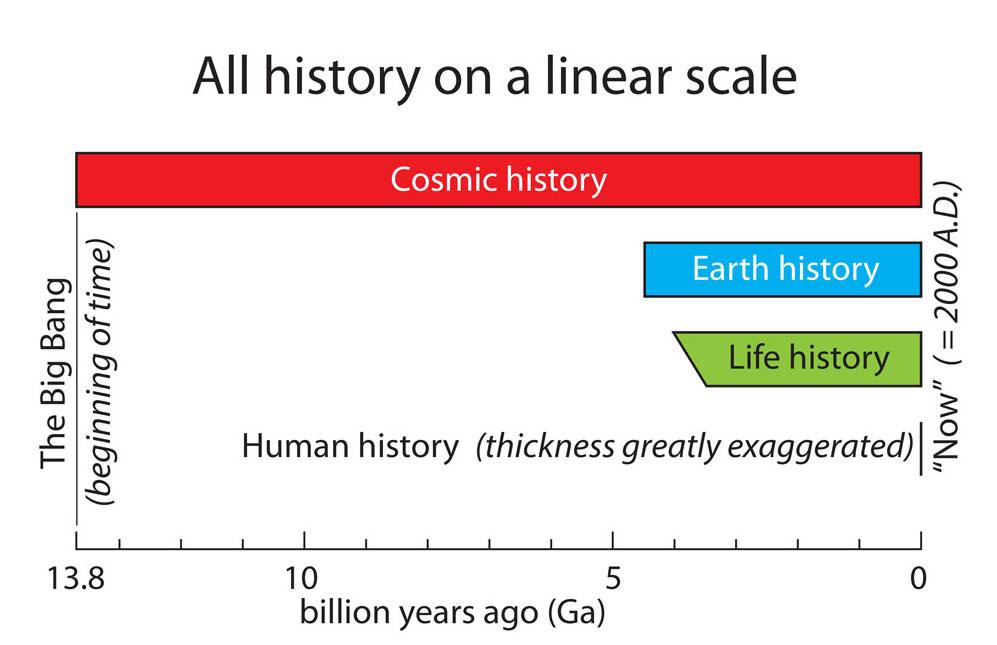 All history on a linear scale
Cosmic history
Earth history
Life history
Human history (thickness greatly exaggerated)
The Big Bang
(beginning of time)
“Now” (= 2000 A.D.)
13.8 10 5 0
billion years ago (Ga)